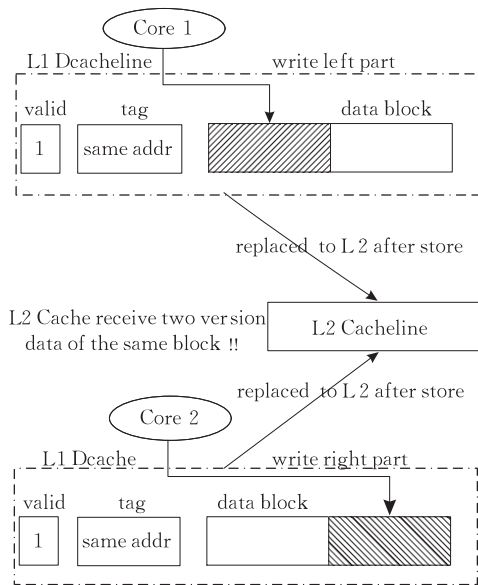 Core 1
L1 Dcacheline
write left part
valid
tag
data block
1
same addr
replaced to L2 after store
L2 Cache receive two version
data of the same block !!
L2 Cacheline
replaced to L2 after store
Core 2
L1 Dcache
write right part
valid
tag
data block
1
same addr